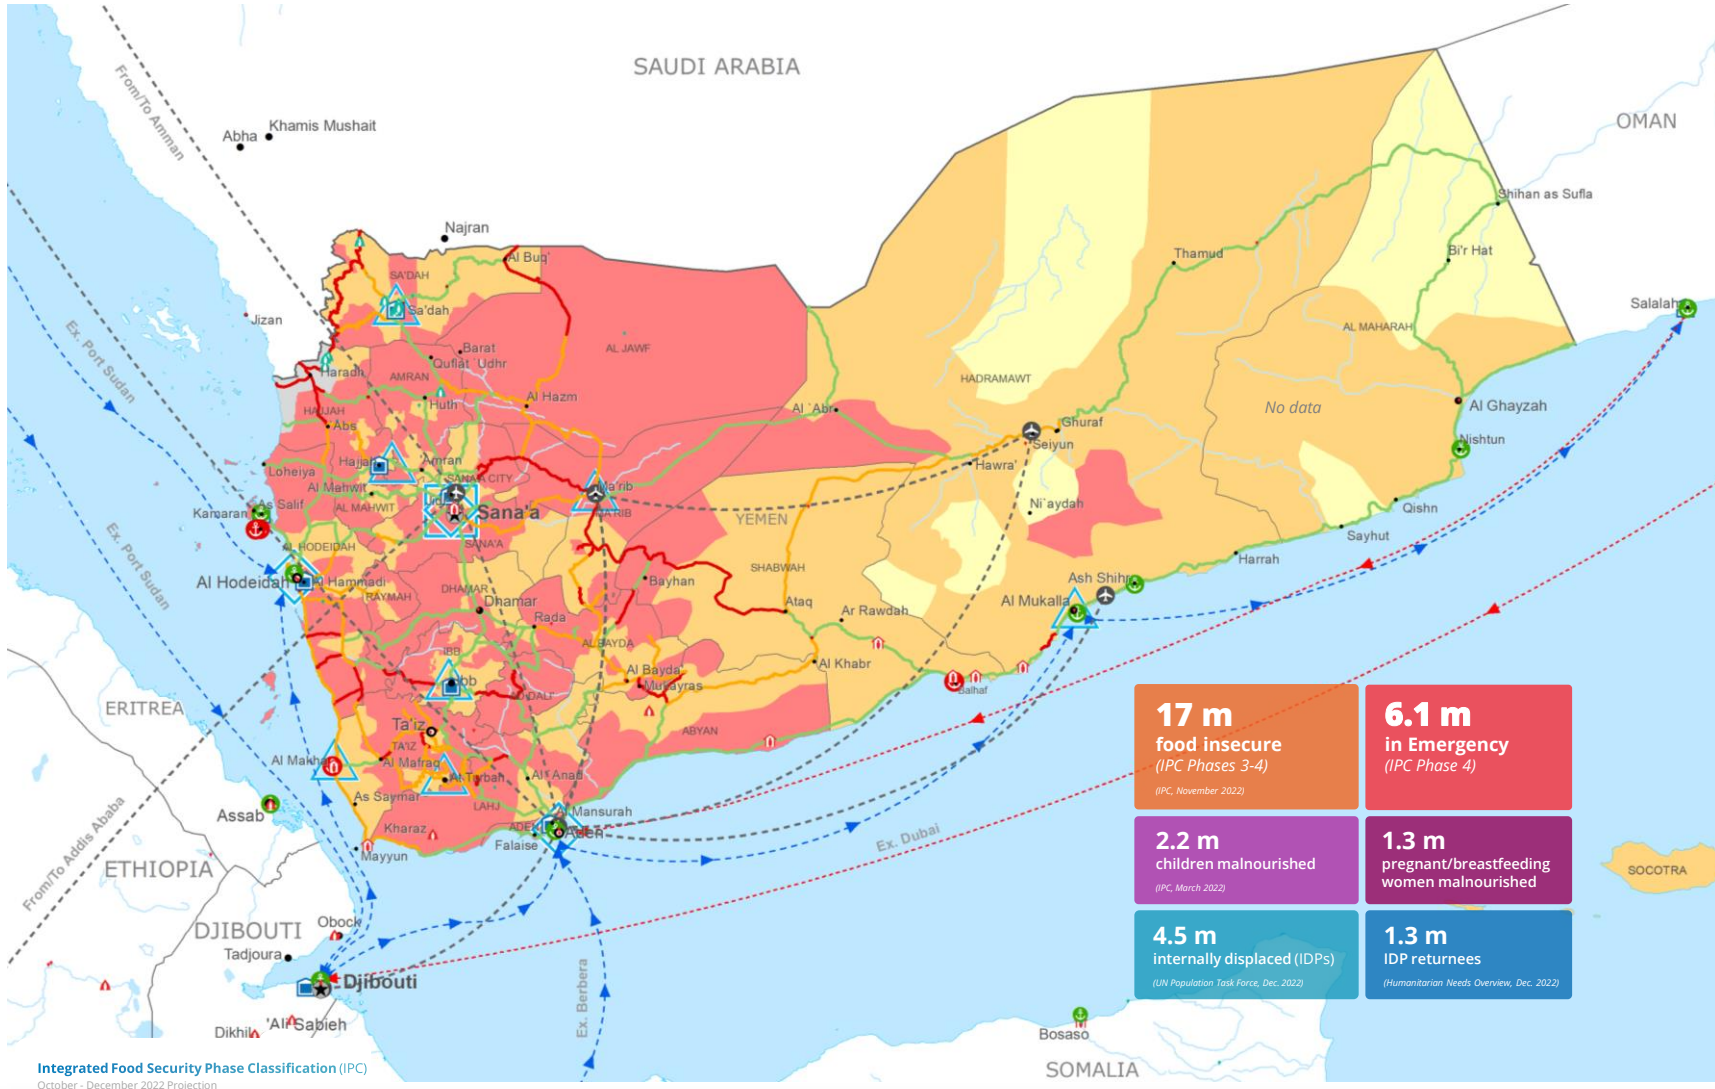 SAUDI ARABIA
OMAN
From/To Amman
Khamis Mushait
Abha
Najran
Shihan as Sufla
Bi'r Hat
Thamud
Al Buq'
SA'DAH
Sa'dah
Salalah
Jizan
AL MAHARAH
Ex. Port Sudan
Barat
Quflat `Udhr
AL JAWF
Haradh
AMRAN
HADRAMAWT
Al Hazm
Huth
Al `Abr
No data
Al Ghayzah
HAJJAH
Abs
Ghuraf
Seiyun
Nishtun
Loheiya
Hajjah
Amran
Hawra'
SANA'A CITY
Al Mahwit
Ma'rib
As Salif
AL MAHWIT
Kamaran
Sana'a
MA'RIB
YEMEN
Ni`aydah
Qishn
Sayhut
Ex. Port Sudan
AL HODEIDAH
SANA'A
Harrah
SHABWAH
Al Hodeidah
Al Hammadi
RAYMAH
DHAMAR
Dhamar
Bayhan
Ash Shihr
Al Mukalla
Ataq
Ar Rawdah
Rada
AL BAYDA
IBB
Ibb
Al Bayda'
Mukayras
Al Khabr
Balhaf
AD DALI'
ERITREA
Ta'iz
TA'IZ
ABYAN
Al Makha
Al Mafraq
At Turbah
Al `Anad
As Saymar
LAHJ
Al Mansurah
Assab
Kharaz
ADEN
Aden
Falaise
Mayyun
Ex. Dubai
From/To Addis Ababa
ETHIOPIA
SOCOTRA
DJIBOUTI
Obock
Tadjoura
Djibouti
Ex. Berbera
'Ali Sabieh
Dikhil
Bosaso
SOMALIA
17 m
food insecure
(IPC Phases 3-4)
(IPC, November 2022)
6.1 m
in Emergency
(IPC Phase 4)
2.2 m
children malnourished
(IPC, March 2022)
1.3 m
pregnant/breastfeeding
women malnourished
4.5 m
internally displaced (IDPs)
(UN Population Task Force, Dec. 2022)
1.3 m
IDP returnees
(Humanitarian Needs Overview, Dec. 2022)
Integrated Food Security Phase Classification (IPC)
October - December 2022 Projection